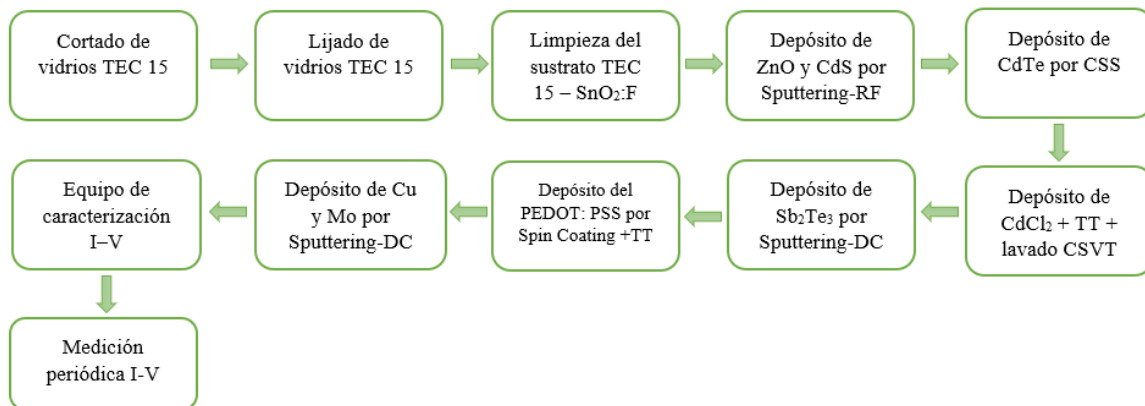 Cortado de
vidrios TEC 15
Lijado de
vidrios TEC 15
Limpieza del
sustrato TEC
15 – SnO₂:F
Depósito de
ZnO y CdS por
Sputtering-RF
Depósito de
CdTe por CSS
Depósito de
CdCl₂ + TT +
lavado CSVT
Depósito de
Sb₂Te₃ por
Sputtering-DC
Depósito del
PEDOT: PSS por
Spin Coating +TT
Depósito de Cu
y Mo por
Sputtering-DC
Equipo de
caracterización
I–V
Medición
periódica I-V